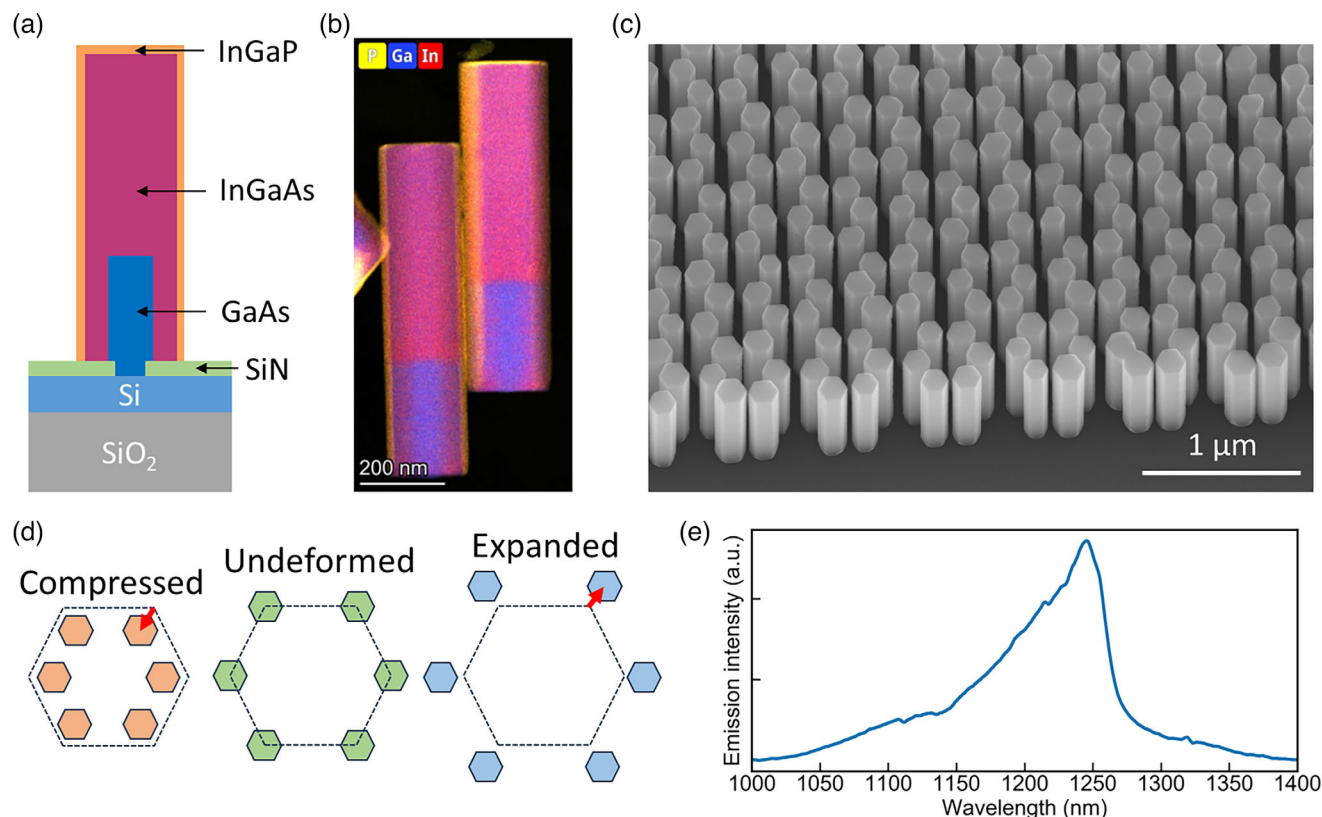 (a)
InGaP
InGaAs
GaAs
SiN
Si
SiO₂
(b)
P Ga In
200 nm
(c)
1 μm
(d)
Compressed
Undeformed
Expanded
(e)
Emission intensity (a.u.)
1000 1050 1100 1150 1200 1250 1300 1350 1400
Wavelength (nm)